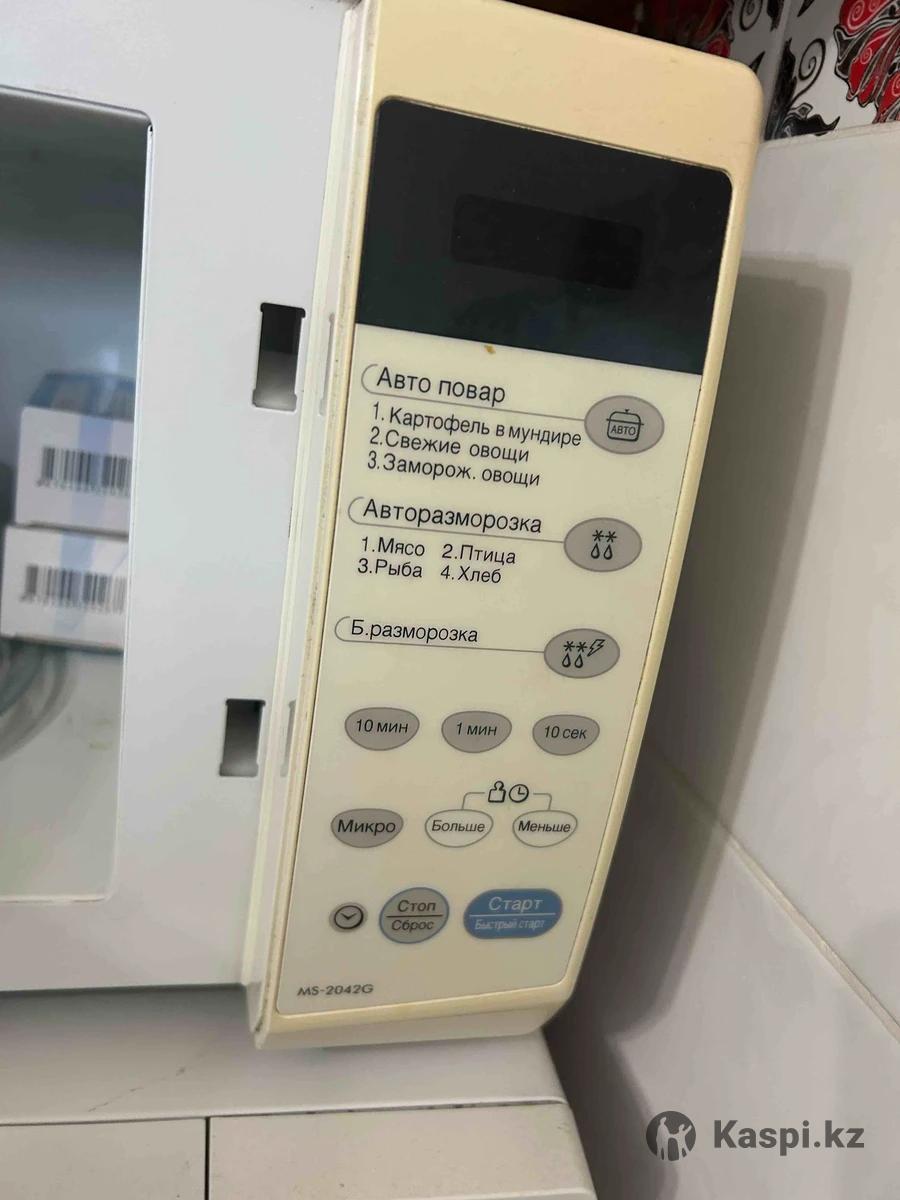 Авто повар
1.Картофель в мундире
2.Свежие овощи
3.Заморож. овощи
АВТО
Авторазморозка
1.Мясо 2.Птица
3.Рыба 4.Хлеб
Б.разморозка
10 мин 1 мин 10 сек
Микро Больше Меньше
Стоп Старт
Сброс Быстрый старт
MS-2042G
Kaspi.kz